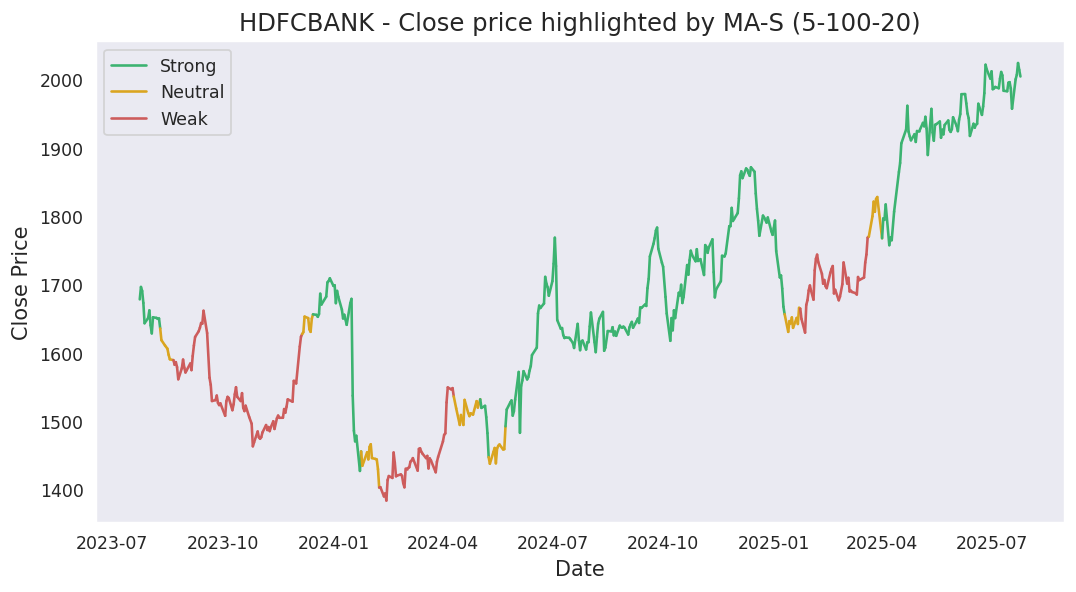 HDFCBANK - Close price highlighted by MA-S (5-100-20)
Strong
Neutral
Weak
Close Price
2000
1900
1800
1700
1600
1500
1400
2023-07 2023-10 2024-01 2024-04 2024-07 2024-10 2025-01 2025-04 2025-07
Date